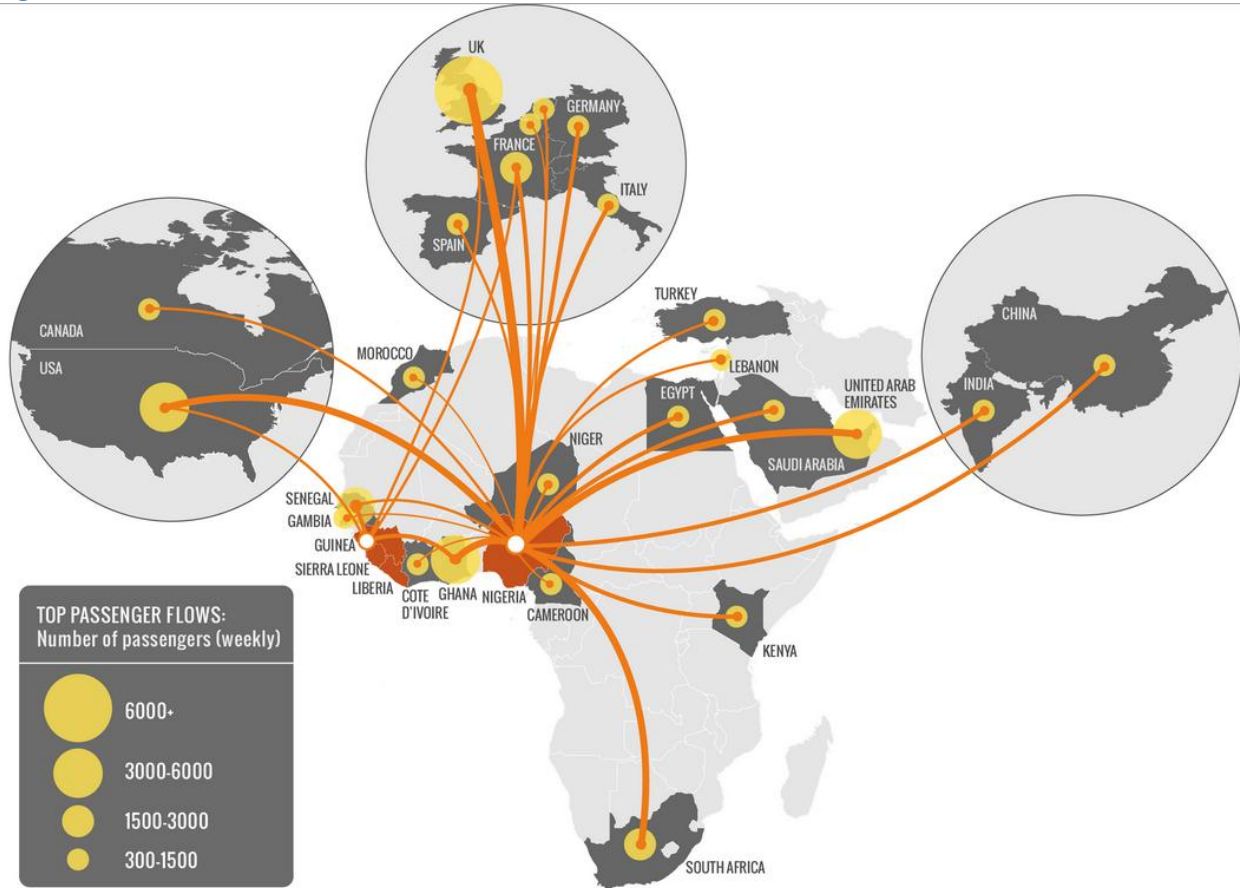 UK
GERMANY
FRANCE
ITALY
SPAIN
CANADA
USA
MOROCCO
TURKEY
LEBANON
EGYPT
UNITED ARAB
EMIRATES
SAUDI ARABIA
CHINA
INDIA
NIGER
SENEGAL
GAMBIA
GUINEA
SIERRA LEONE
LIBERIA
COTE
D'IVOIRE
GHANA
NIGERIA
CAMEROON
KENYA
SOUTH AFRICA
TOP PASSENGER FLOWS:
Number of passengers (weekly)
6000+
3000-6000
1500-3000
300-1500